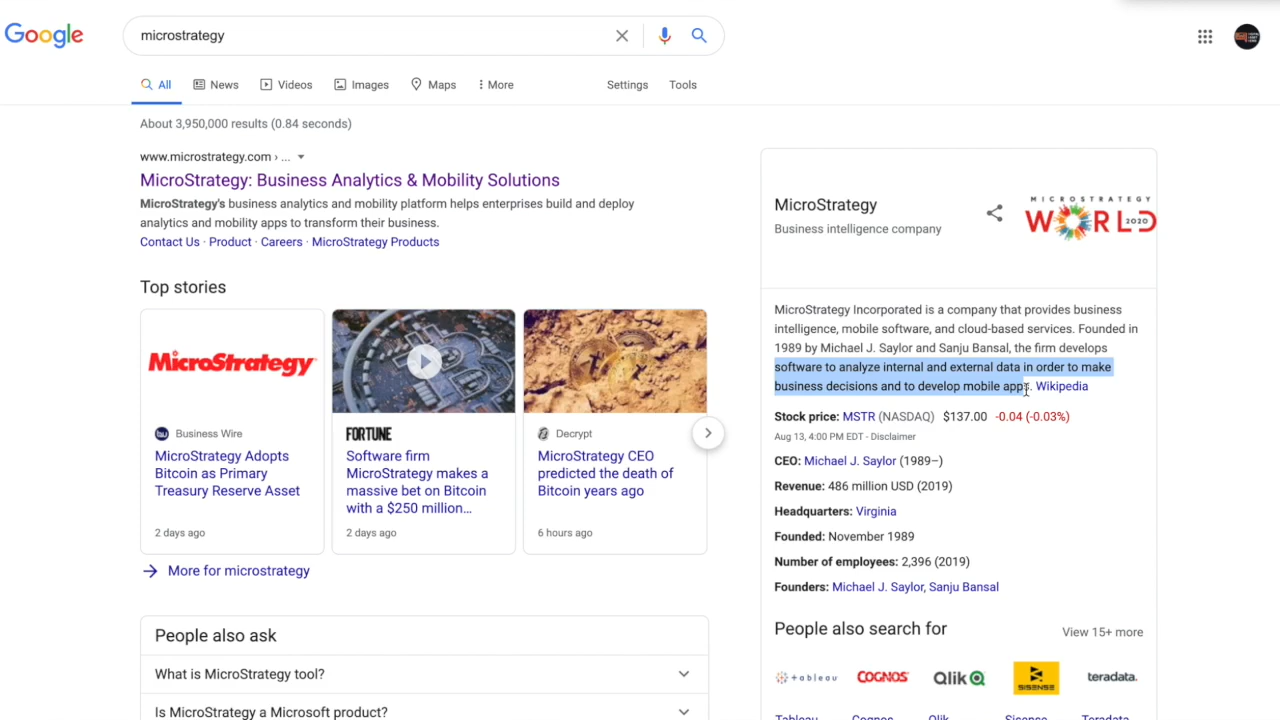 Google
microstrategy
All
News
Videos
Images
Maps
More
Settings
Tools
About 3,950,000 results (0.84 seconds)
www.microstrategy.com › ...
MicroStrategy: Business Analytics & Mobility Solutions
MicroStrategy's business analytics and mobility platform helps enterprises build and deploy
analytics and mobility apps to transform their business.
Contact Us · Product · Careers · MicroStrategy Products
Top stories
MicroStrategy
Business Wire
MicroStrategy Adopts
Bitcoin as Primary
Treasury Reserve Asset
2 days ago
FORTUNE
Software firm
MicroStrategy makes a
massive bet on Bitcoin
with a $250 million...
2 days ago
Decrypt
MicroStrategy CEO
predicted the death of
Bitcoin years ago
6 hours ago
More for microstrategy
People also ask
What is MicroStrategy tool?
Is MicroStrategy a Microsoft product?
MicroStrategy
Business intelligence company
MICROSTRATEGY
WORLD 2020
MicroStrategy Incorporated is a company that provides business
intelligence, mobile software, and cloud-based services. Founded in
1989 by Michael J. Saylor and Sanju Bansal, the firm develops
software to analyze internal and external data in order to make
business decisions and to develop mobile apps. Wikipedia
Stock price: MSTR (NASDAQ) $137.00 -0.04 (-0.03%)
Aug 13, 4:00 PM EDT - Disclaimer
CEO: Michael J. Saylor (1989–)
Revenue: 486 million USD (2019)
Headquarters: Virginia
Founded: November 1989
Number of employees: 2,396 (2019)
Founders: Michael J. Saylor, Sanju Bansal
People also search for
View 15+ more
+ableau
COGNOS
Qlik
SISENSE
teradata.
Tableau
Cognos
Qlik
Sisense
Teradata